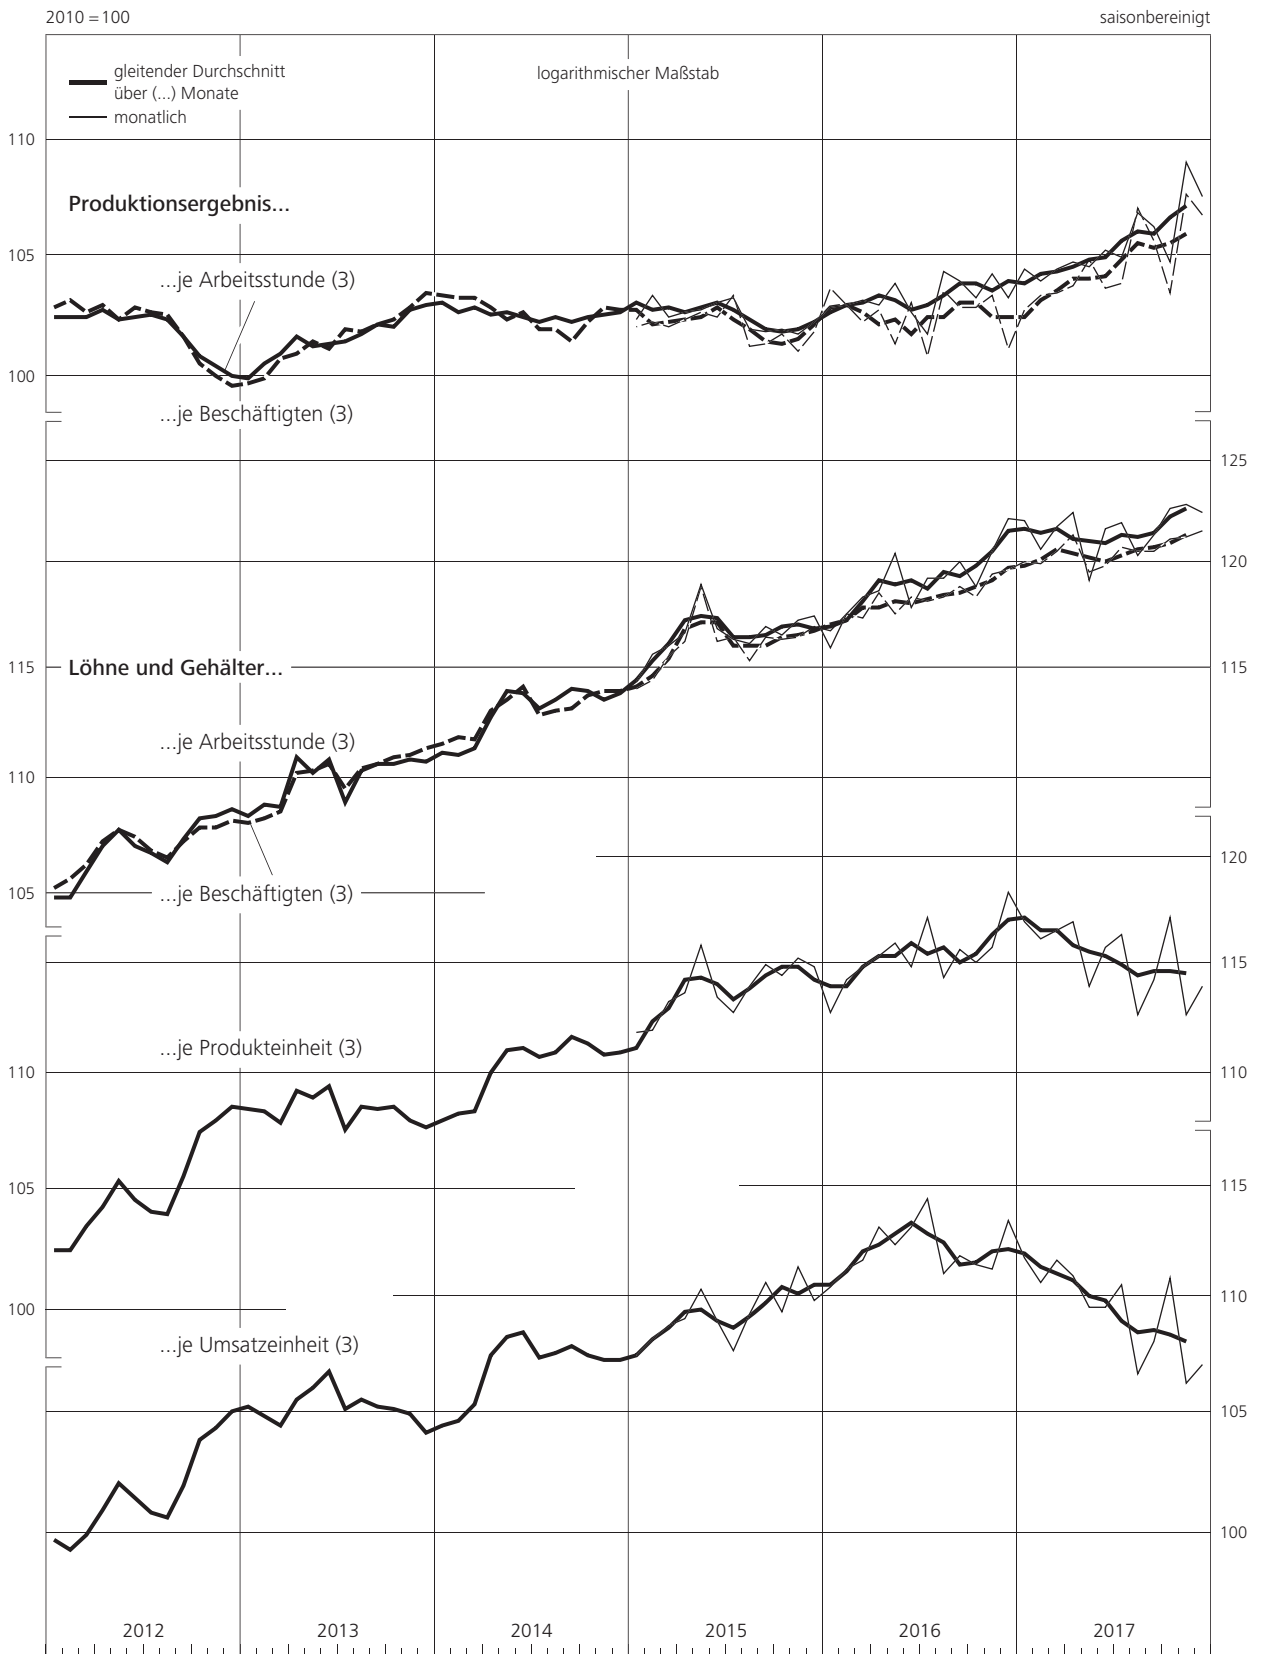 2010 = 100
saisonbereinigt
gleitender Durchschnitt
über (...) Monate
monatlich
logarithmischer Maßstab
110
Produktionsergebnis...
105
...je Arbeitsstunde (3)
100
...je Beschäftigten (3)
125
120
115
Löhne und Gehälter...
115
...je Arbeitsstunde (3)
110
120
105
...je Beschäftigten (3)
115
...je Produkteinheit (3)
110
110
105
115
100
110
...je Umsatzeinheit (3)
105
100
2012
2013
2014
2015
2016
2017